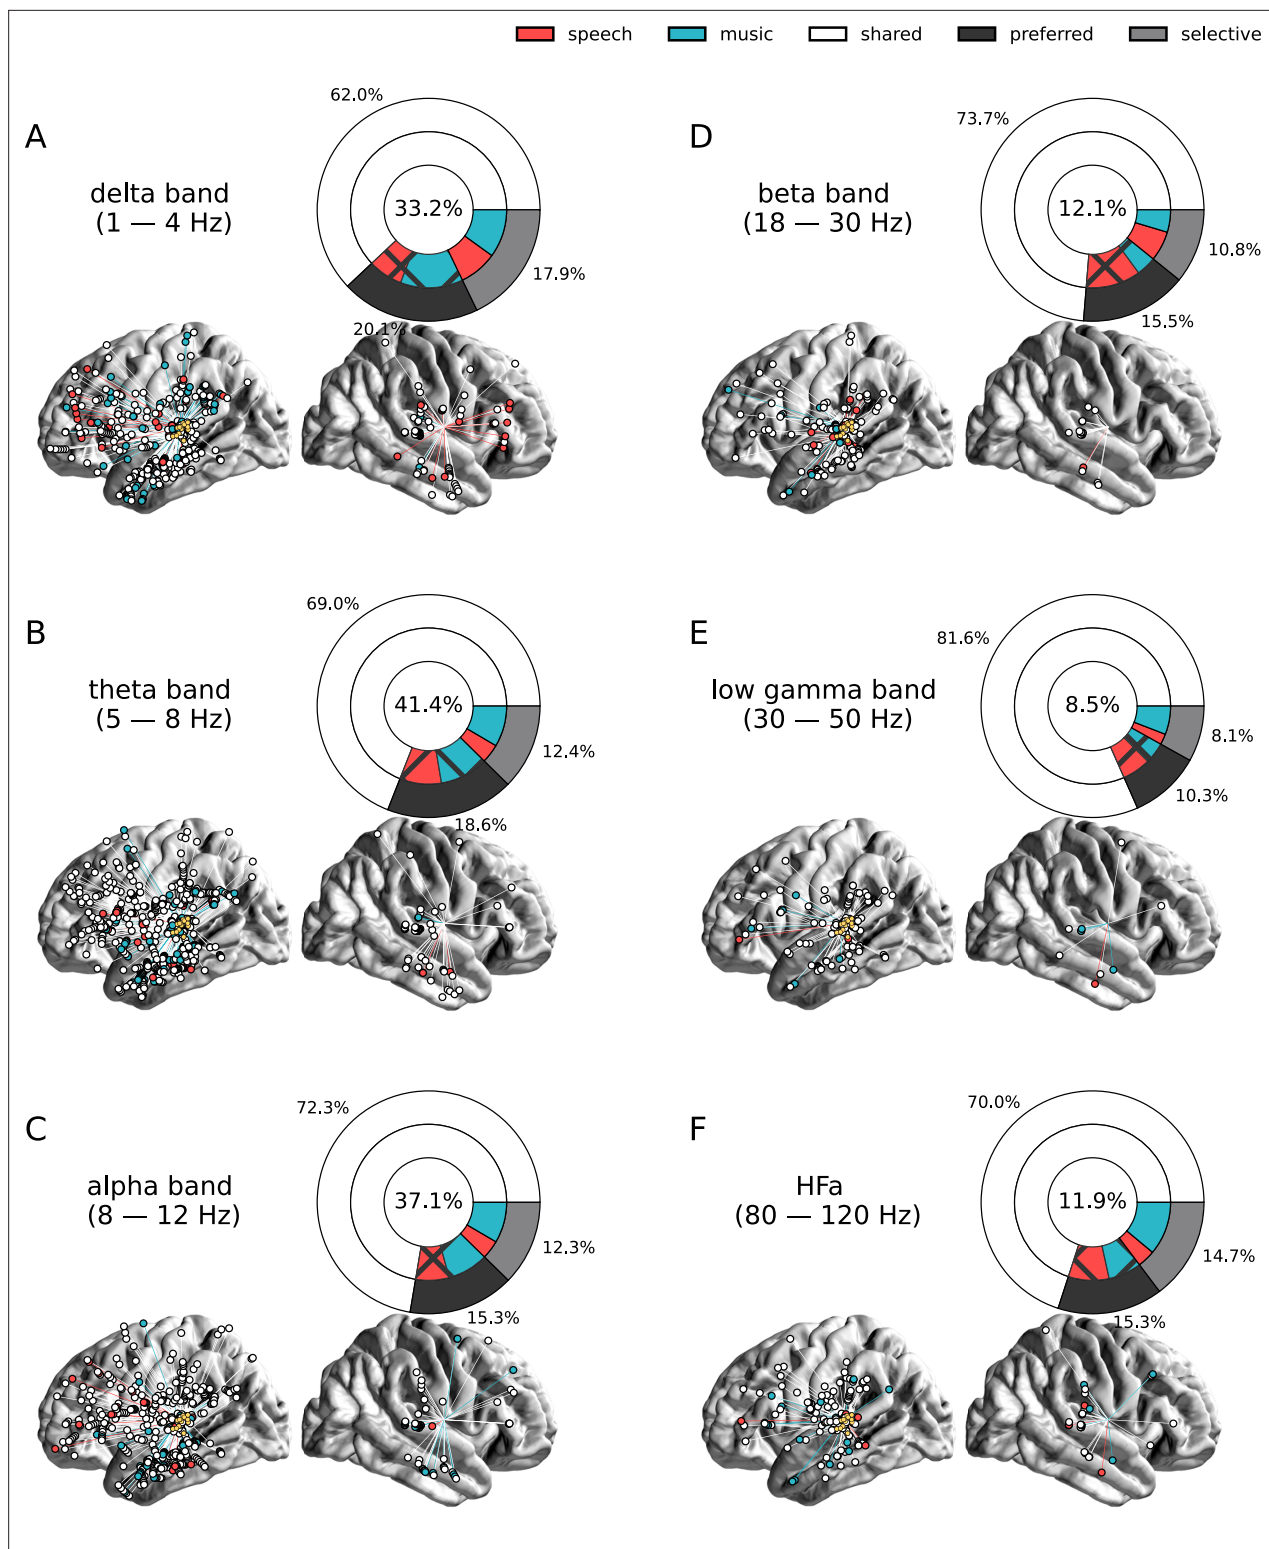 speech music shared preferred selective
A
62.0%
delta band
(1 — 4 Hz)
33.2%
17.9%
20.1%
D
73.7%
beta band
(18 — 30 Hz)
12.1%
10.8%
15.5%
B
69.0%
theta band
(5 — 8 Hz)
41.4%
12.4%
18.6%
E
81.6%
low gamma band
(30 — 50 Hz)
8.5%
8.1%
10.3%
C
72.3%
alpha band
(8 — 12 Hz)
37.1%
12.3%
15.3%
F
70.0%
HFa
(80 — 120 Hz)
11.9%
14.7%
15.3%